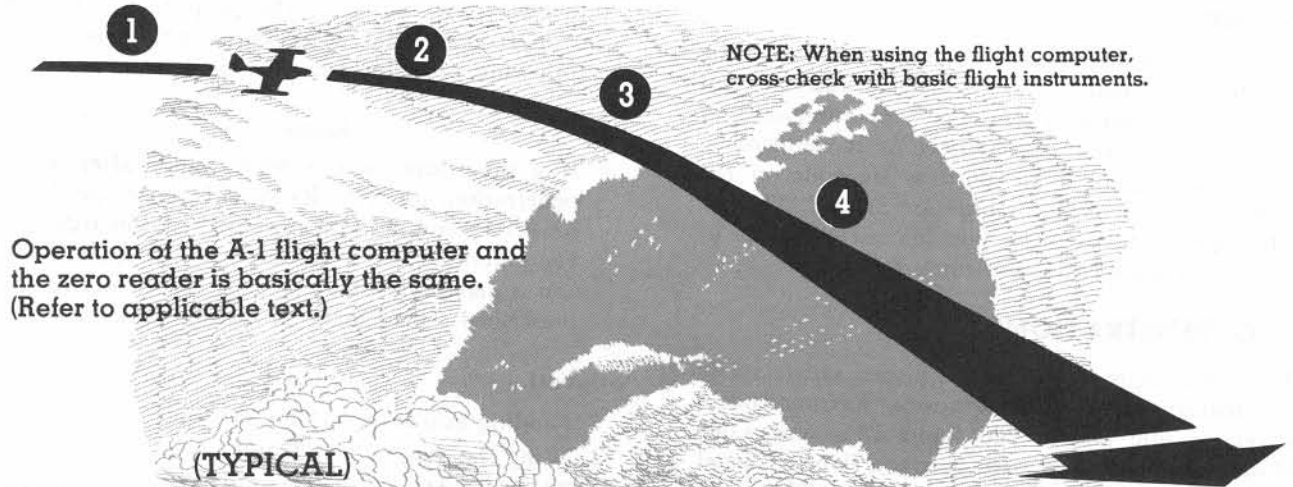 1
2
3
4
NOTE: When using the flight computer,
cross-check with basic flight instruments.
Operation of the A-1 flight computer and
the zero reader is basically the same.
(Refer to applicable text.)
(TYPICAL)